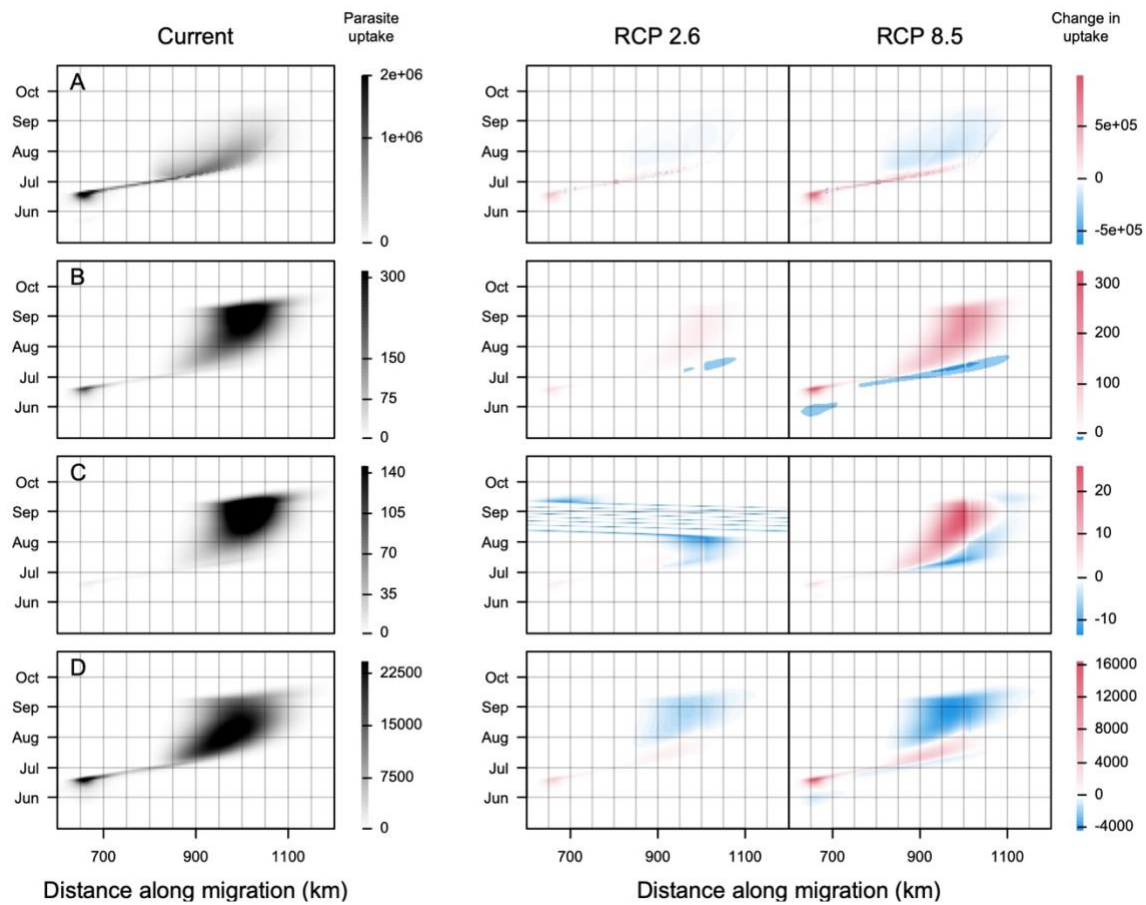 Current
Parasite
uptake
RCP 2.6
RCP 8.5
Change in
uptake
A
Oct
Sep
Aug
Jul
Jun
2e+06
1e+06
0
5e+05
0
-5e+05
B
Oct
Sep
Aug
Jul
Jun
300
150
75
0
300
200
100
0
C
Oct
Sep
Aug
Jul
Jun
140
105
70
35
0
20
10
0
-10
D
Oct
Sep
Aug
Jul
Jun
22500
15000
7500
0
16000
12000
8000
4000
0
-4000
700 900 1100
700 900 1100 700 900 1100
Distance along migration (km)
Distance along migration (km)